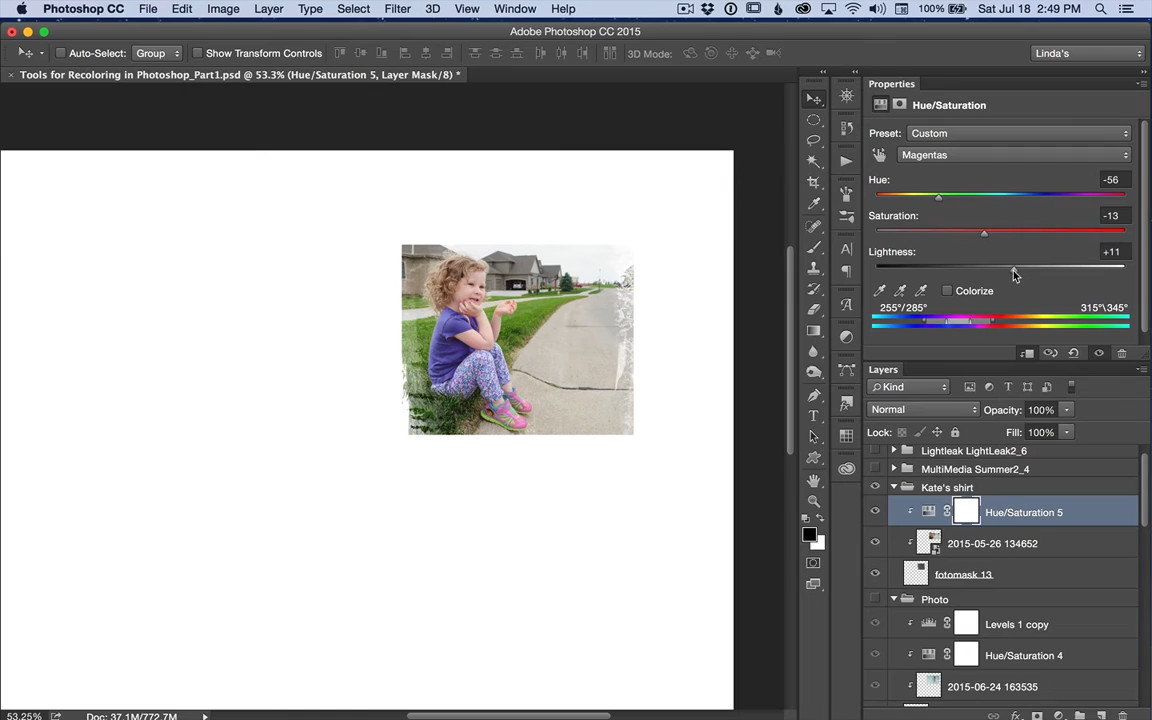 Photoshop CC File Edit Image Layer Type Select Filter 3D View Window Help 100% Sat Jul 18 2:49 PM
Adobe Photoshop CC 2015
Auto-Select: Group Show Transform Controls 3D Mode: Linda's
× Tools for Recoloring in Photoshop_Part1.psd @ 53.3% (Hue/Saturation 5, Layer Mask/8) *
Properties
Hue/Saturation
Preset: Custom
Magentas
Hue: -56
Saturation: -13
Lightness: +11
Colorize
255°/285° 315°\345°
Layers
Kind
Normal Opacity: 100%
Lock: Fill: 100%
Lightleak LightLeak2_6
MultiMedia Summer2_4
Kate's shirt
Hue/Saturation 5
2015-05-26 134652
fotomask 13
Photo
Levels 1 copy
Hue/Saturation 4
2015-06-24 163535
53.25% Doc: 37.1M/772.7M